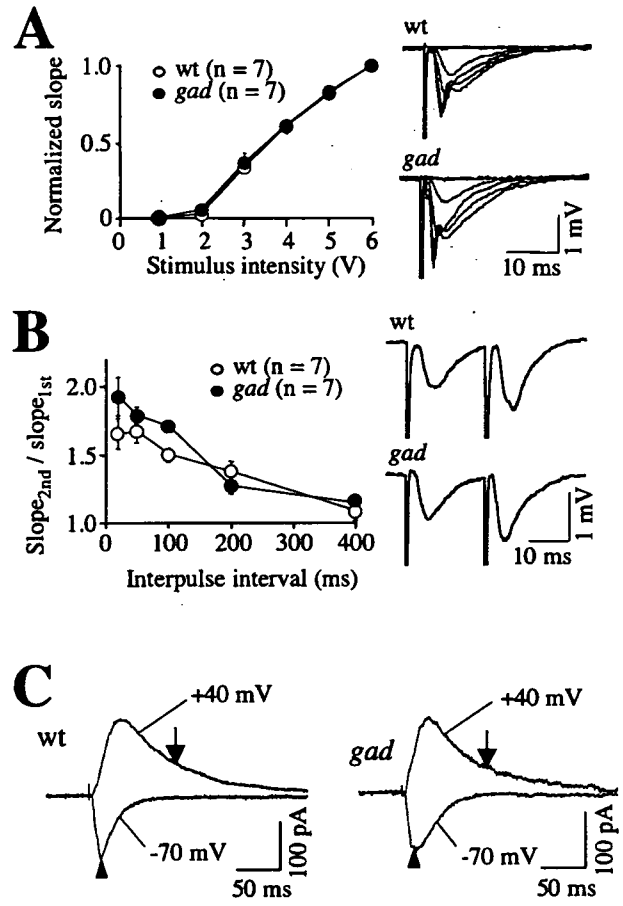 A
Normalized slope
1.0
0.5
0
0 1 2 3 4 5 6
Stimulus intensity (V)
wt (n = 7)
gad (n = 7)
wt
gad
10 ms
1 mV
B
Slope2nd / slope1st
2.0
1.5
1.0
0 100 200 300 400
Interpulse interval (ms)
wt (n = 7)
gad (n = 7)
wt
gad
10 ms
1 mV
C
wt
+40 mV
-70 mV
50 ms
100 pA
gad
+40 mV
-70 mV
50 ms
100 pA